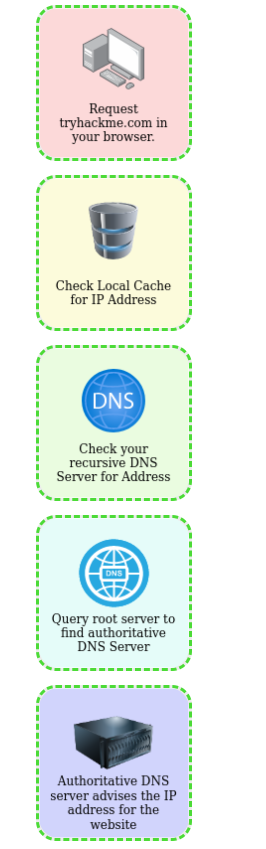 Request
tryhackme.com in
your browser.
Check Local Cache
for IP Address
DNS
Check your
recursive DNS
Server for Address
DNS
Query root server to
find authoritative
DNS Server
Authoritative DNS
server advises the IP
address for the
website